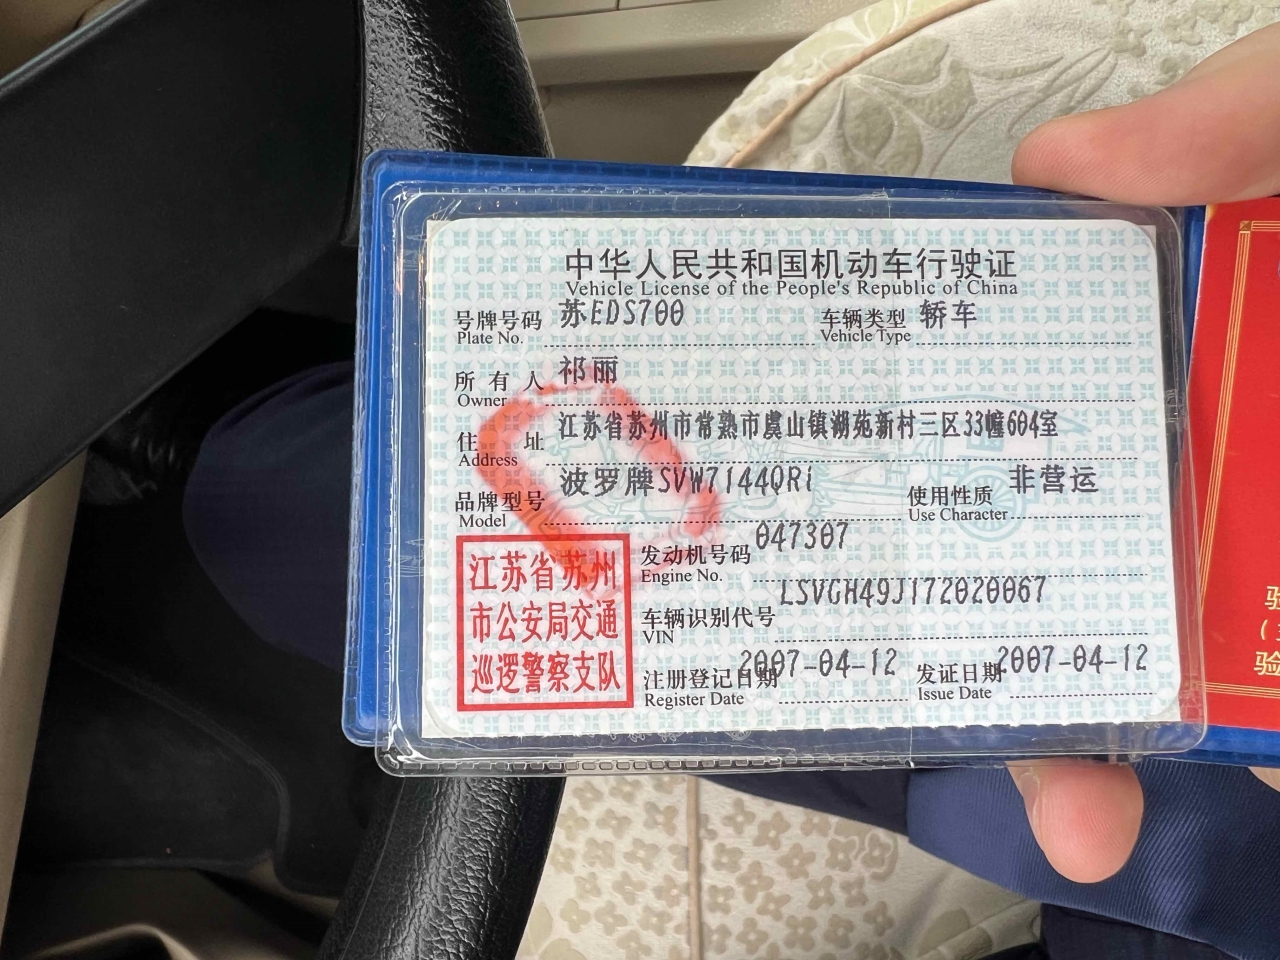 中华人民共和国机动车行驶证
Vehicle License of the People's Republic of China
号牌号码 苏EDS700 车辆类型 轿车
Plate No. Vehicle Type
所有人 祁丽
Owner
住址 江苏省苏州市常熟市虞山镇湖苑新村三区33幢604室
Address
品牌型号 波罗牌SVW7144QRi 使用性质 非营运
Model Use Character
发动机号码 047307
Engine No.
车辆识别代号 LSVGH49J172020067
VIN
注册登记日期 2007-04-12 发证日期 2007-04-12
Register Date Issue Date
江苏省苏州
市公安局交通
巡逻警察支队
验